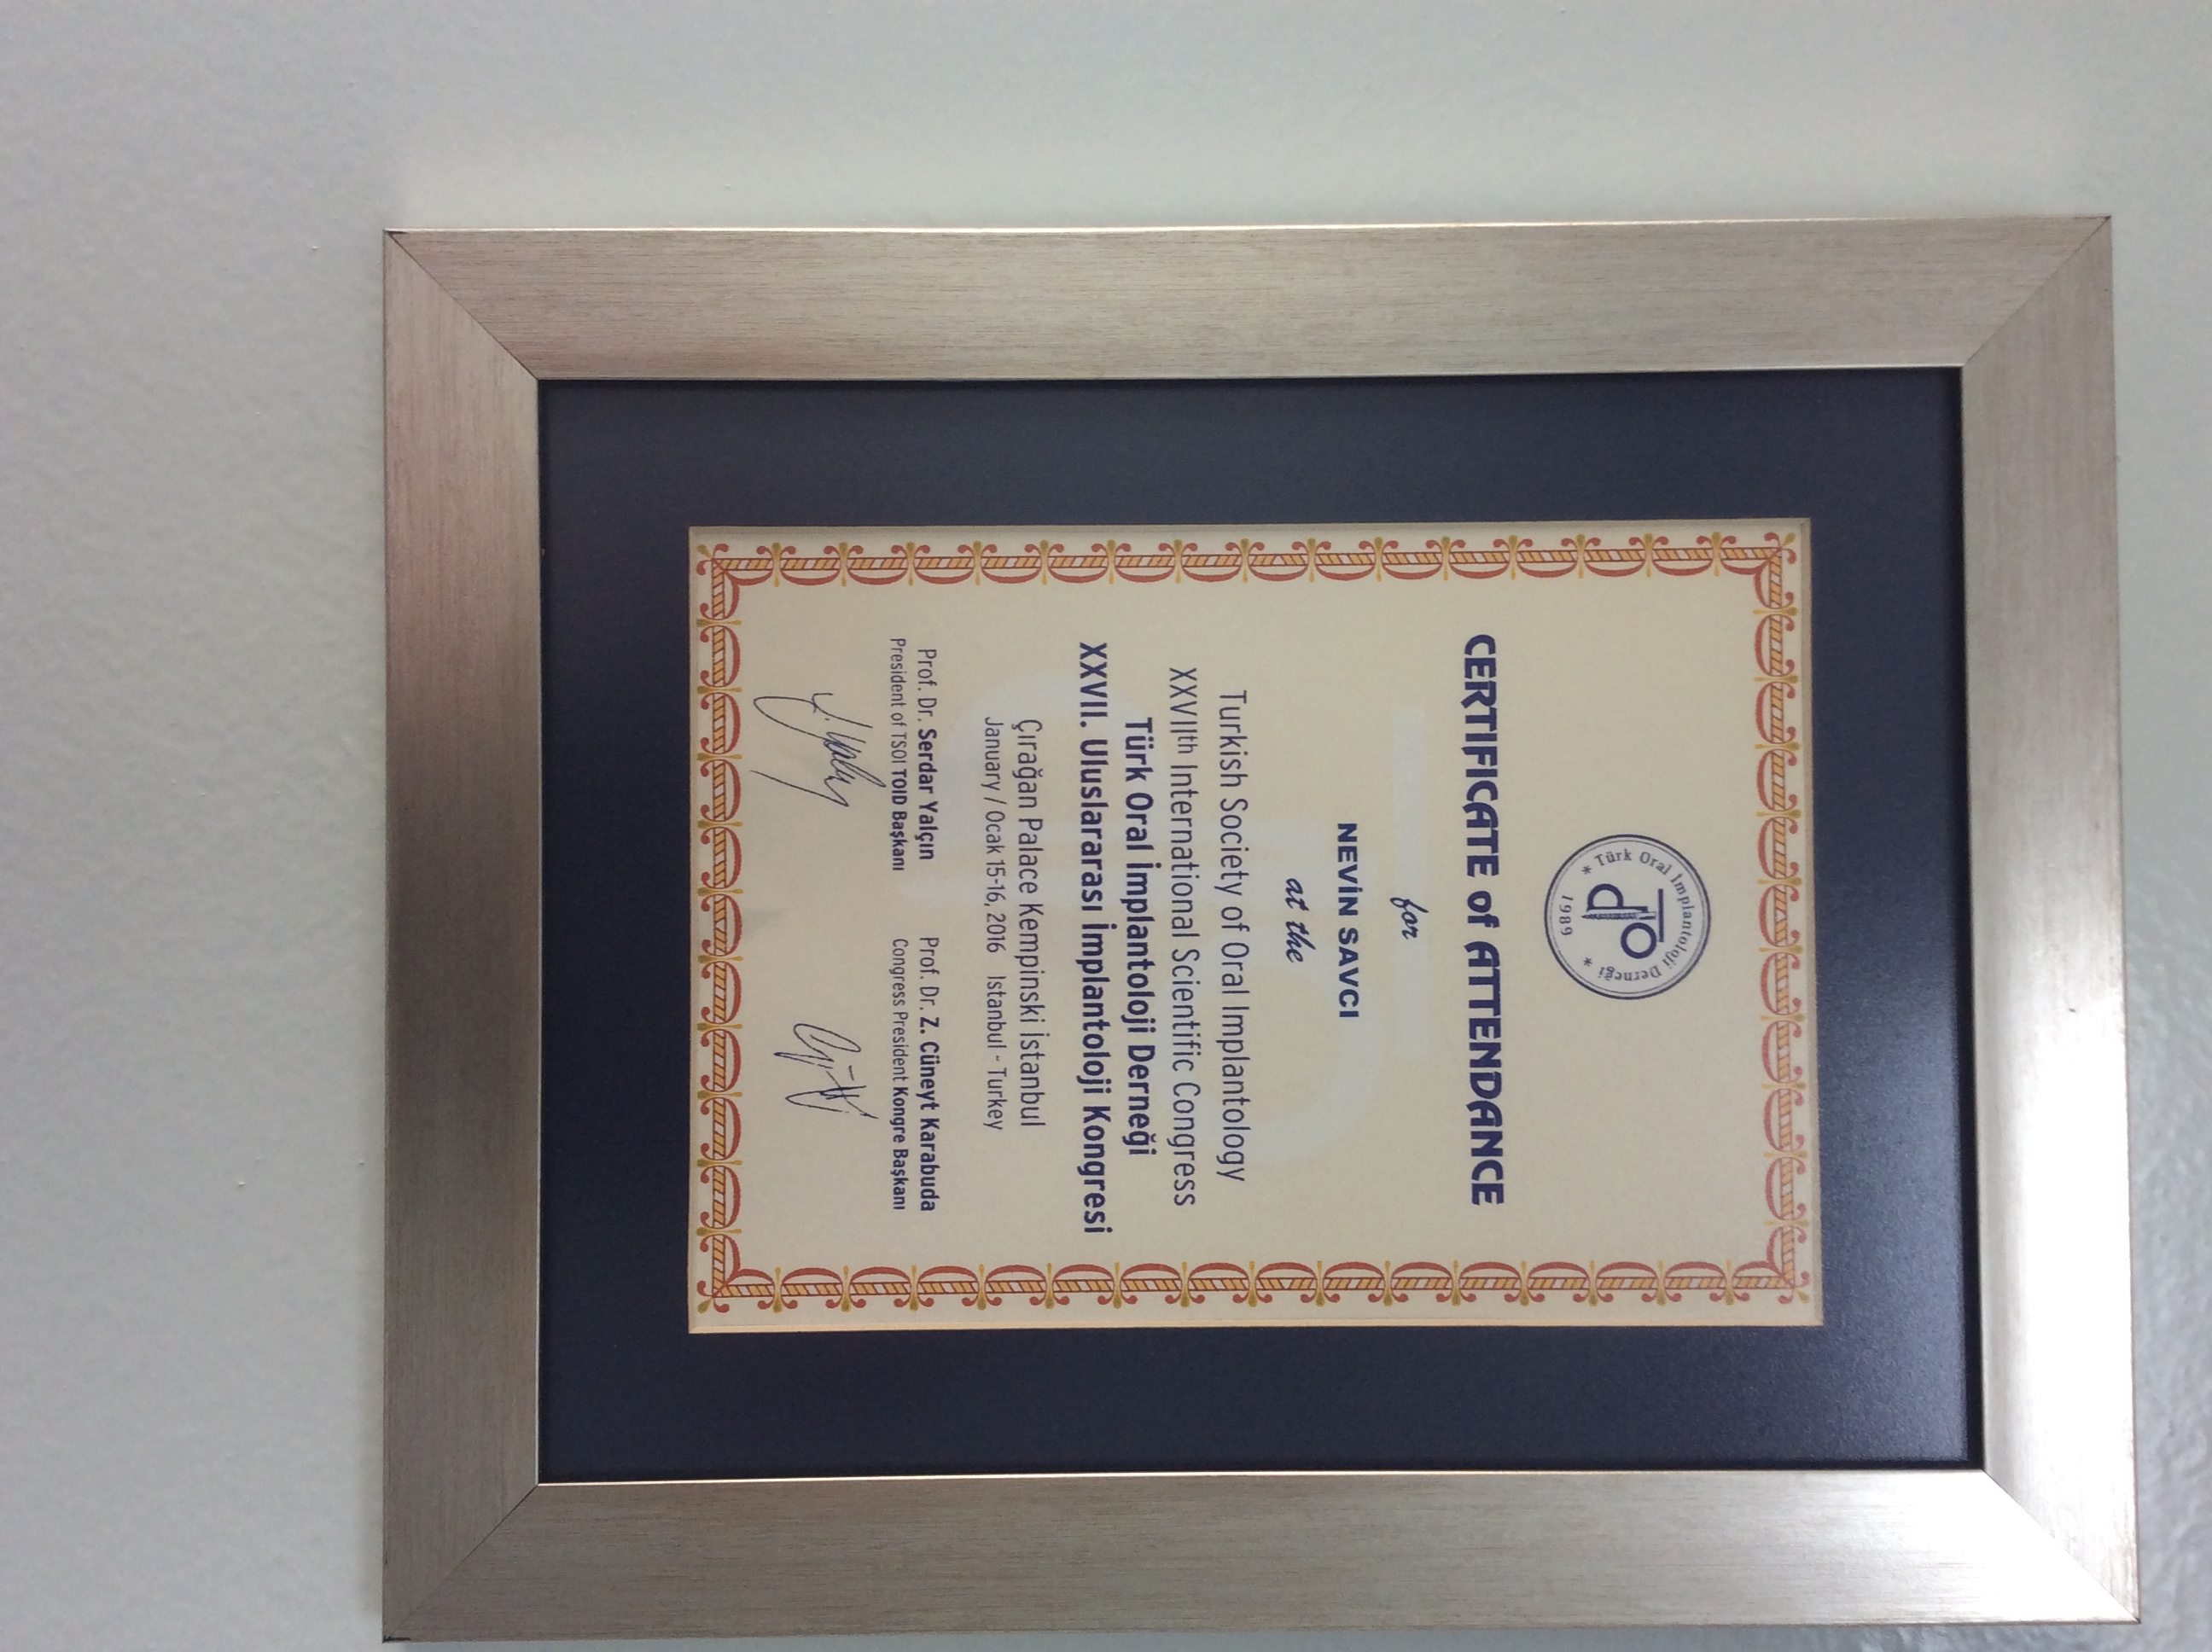 * Türk Oral Implantoloji Derneği *
1989
CERTIFICATE of ATTENDANCE
for
NEVİN SAVCI
at the
Turkish Society of Oral Implantology
XXVIIth International Scientific Congress
Türk Oral İmplantoloji Derneği
XXVII. Uluslararası İmplantoloji Kongresi
Çırağan Palace Kempinski İstanbul
January / Ocak 15-16, 2016 Istanbul - Turkey
Prof. Dr. Serdar Yalçın
President of TSOI TOID Başkanı
Prof. Dr. Z. Cüneyt Karabuda
Congress President Kongre Başkanı